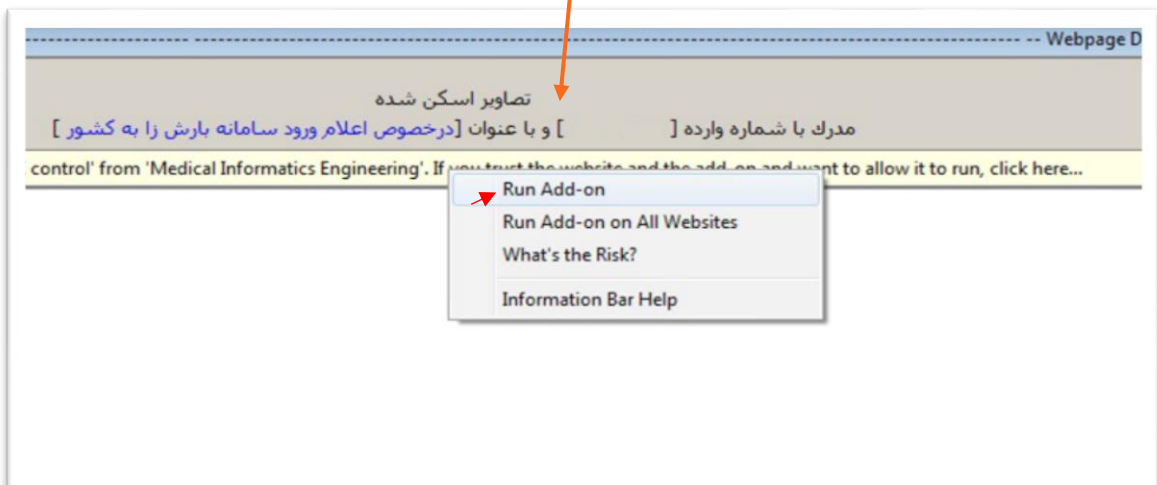 -- Webpage D
تصاویر اسکن شده
مدرك با شماره وارده [ ] و با عنوان [درخصوص اعلام ورود سامانه بارش زا به کشور ]
control' from 'Medical Informatics Engineering'. If you trust the website and the add-on and want to allow it to run, click here...
Run Add-on
Run Add-on on All Websites
What's the Risk?
Information Bar Help